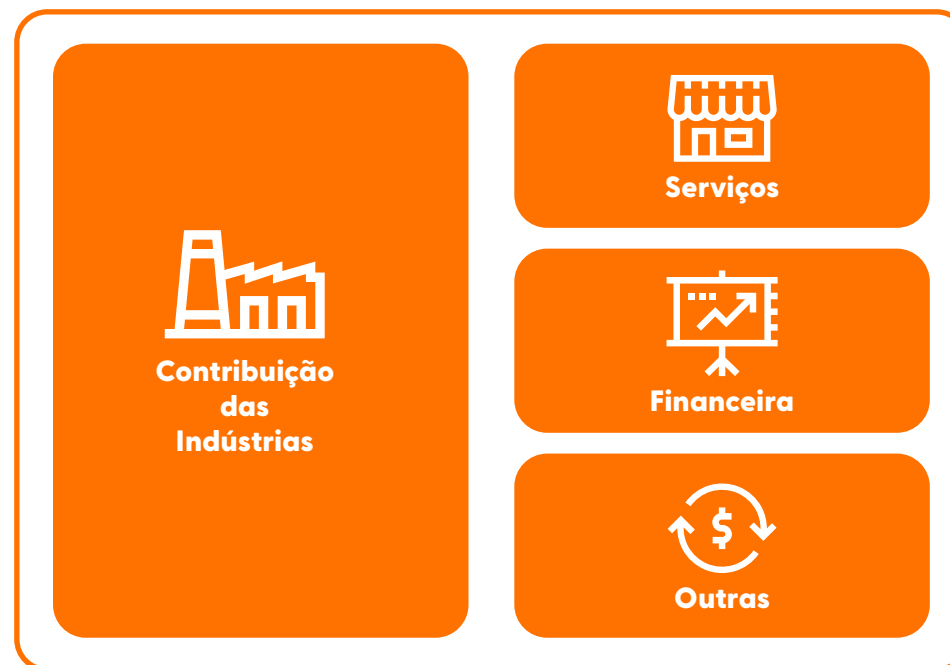 Contribuição
das
Indústrias
Serviços
Financeira
$
Outras